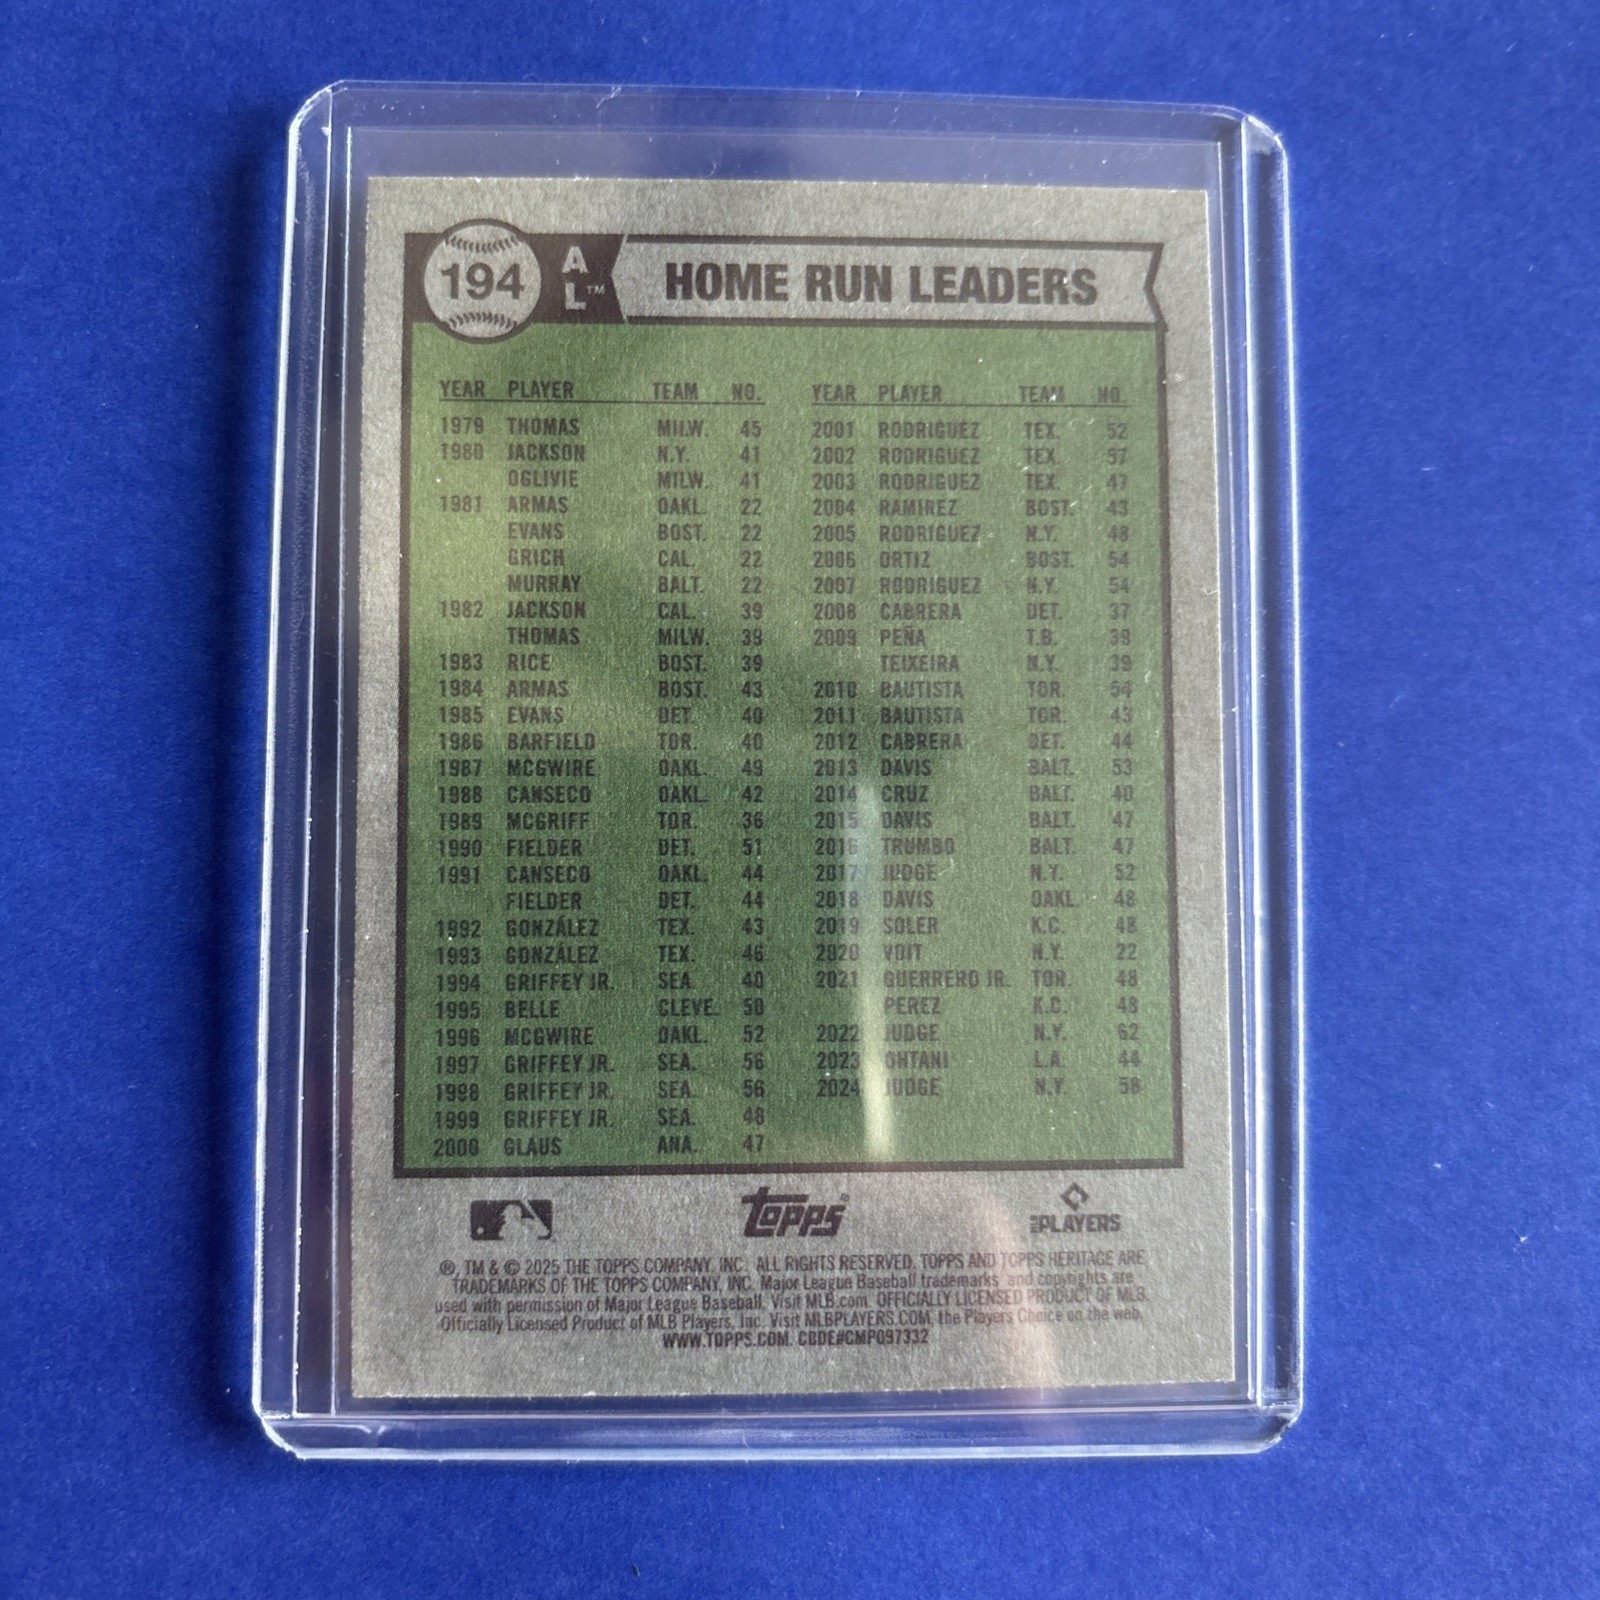 194 AL™ HOME RUN LEADERS
YEAR PLAYER TEAM NO.
1979 THOMAS MILW. 45
1980 JACKSON N.Y. 41
OGLIVIE MILW. 41
1981 ARMAS OAKL. 22
EVANS BOST. 22
GRICH CAL. 22
MURRAY BALT. 22
1982 JACKSON CAL. 39
THOMAS MILW. 39
1983 RICE BOST. 39
1984 ARMAS BOST. 43
1985 EVANS DET. 40
1986 BARFIELD TOR. 40
1987 MCGWIRE OAKL. 49
1988 CANSECO OAKL. 42
1989 MCGRIFF TOR. 36
1990 FIELDER DET. 51
1991 CANSECO OAKL. 44
FIELDER DET. 44
1992 GONZÁLEZ TEX. 43
1993 GONZÁLEZ TEX. 46
1994 GRIFFEY JR. SEA. 40
1995 BELLE CLEVE. 50
1996 MCGWIRE OAKL. 52
1997 GRIFFEY JR. SEA. 56
1998 GRIFFEY JR. SEA. 56
1999 GRIFFEY JR. SEA. 48
2000 GLAUS ANA. 47
YEAR PLAYER TEAM NO.
2001 RODRIGUEZ TEX. 52
2002 RODRIGUEZ TEX. 57
2003 RODRIGUEZ TEX. 47
2004 RAMIREZ BOST. 43
2005 RODRIGUEZ N.Y. 48
2006 ORTIZ BOST. 54
2007 RODRIGUEZ N.Y. 54
2008 CABRERA DET. 37
2009 PEÑA T.B. 39
TEIXEIRA N.Y. 39
2010 BAUTISTA TOR. 54
2011 BAUTISTA TOR. 43
2012 CABRERA DET. 44
2013 DAVIS BALT. 53
2014 CRUZ BALT. 40
2015 DAVIS BALT. 47
2016 TRUMBO BALT. 47
2017 JUDGE N.Y. 52
2018 DAVIS OAKL. 48
2019 SOLER K.C. 48
2020 VOIT N.Y. 22
2021 GUERRERO JR. TOR. 48
PEREZ K.C. 48
2022 JUDGE N.Y. 62
2023 OHTANI L.A. 44
2024 JUDGE N.Y. 58
Topps® PLAYERS
®, TM & © 2025 THE TOPPS COMPANY, INC. ALL RIGHTS RESERVED. TOPPS AND TOPPS HERITAGE ARE
TRADEMARKS OF THE TOPPS COMPANY, INC. Major League Baseball trademarks and copyrights are
used with permission of Major League Baseball. Visit MLB.com. OFFICIALLY LICENSED PRODUCT OF MLB.
Officially Licensed Product of MLB Players, Inc. Visit MLBPLAYERS.COM, the Players Choice on the web.
WWW.TOPPS.COM. CODE#CMP097332